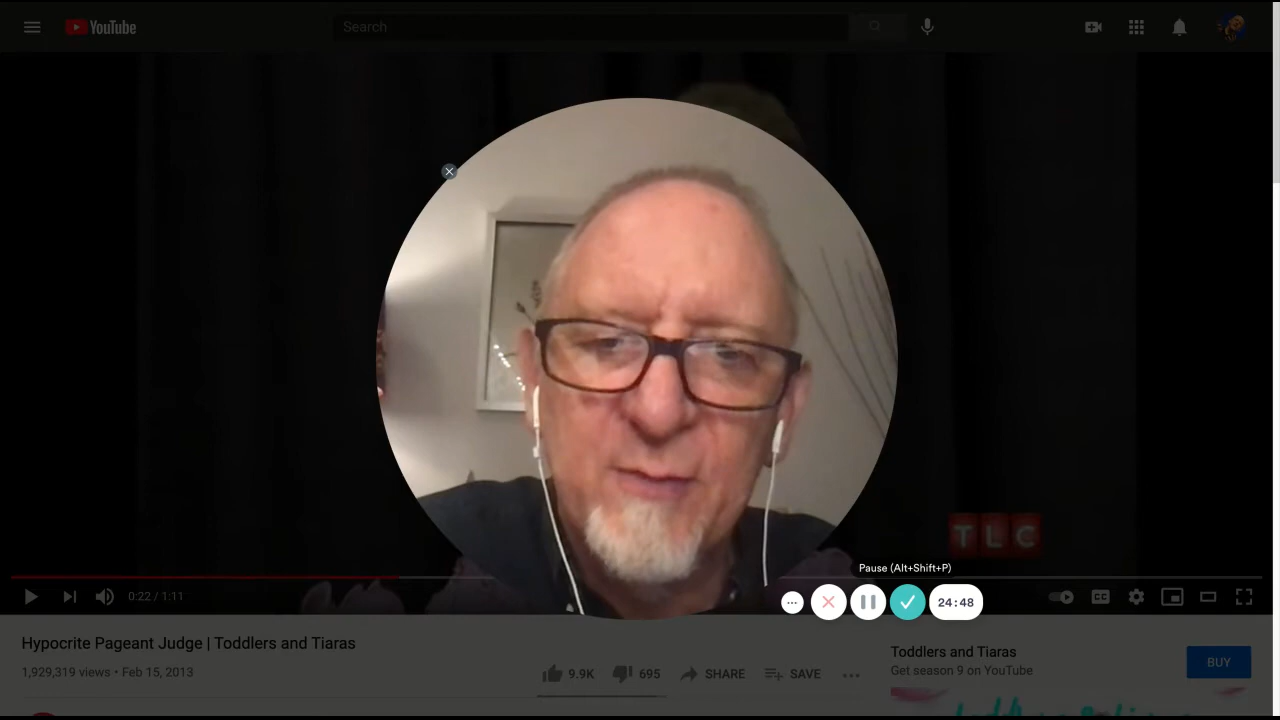 YouTube
Search
TLC
Pause (Alt+Shift+P)
24:48
0:22 / 1:11
CC
Hypocrite Pageant Judge | Toddlers and Tiaras
1,929,319 views • Feb 15, 2013
9.9K
695
SHARE
SAVE
Toddlers and Tiaras
Get season 9 on YouTube
BUY